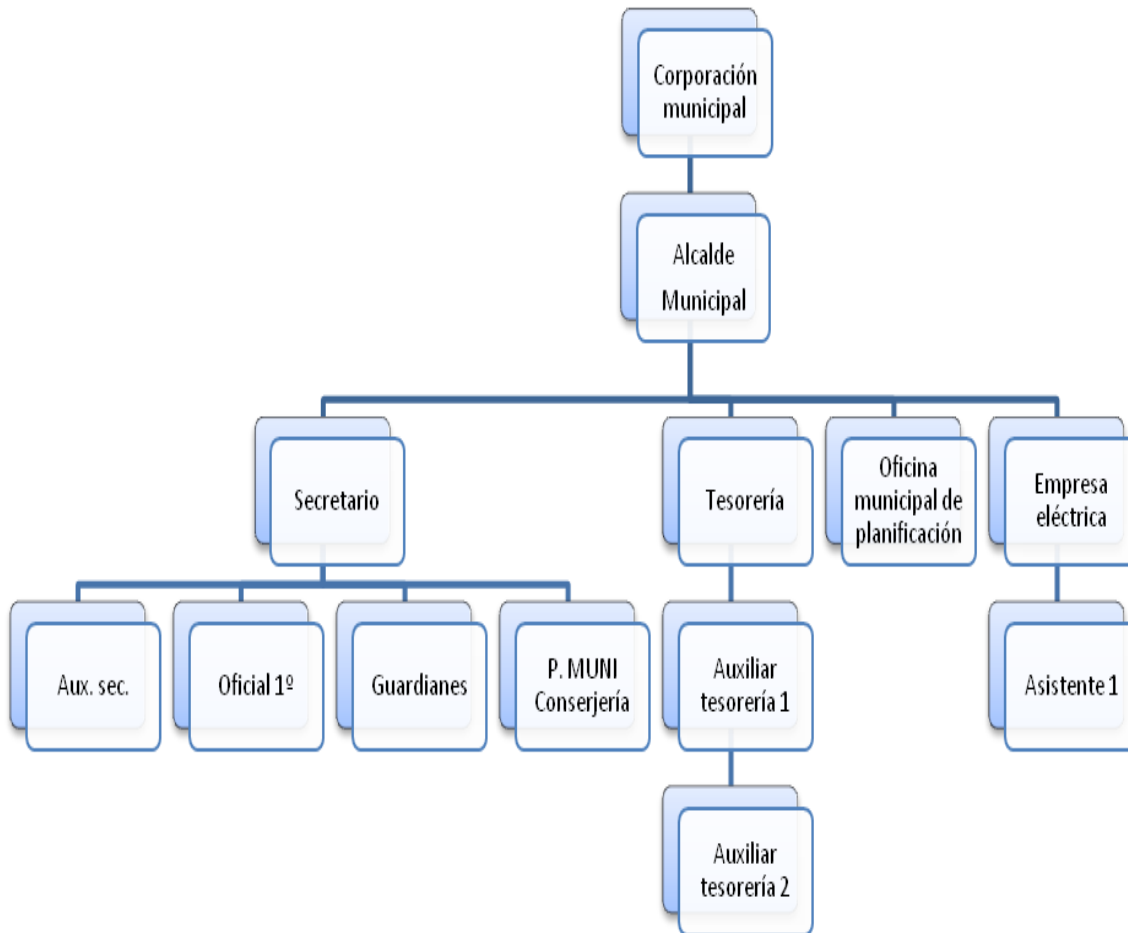 Corporación
municipal
Alcalde
Municipal
Secretario
Tesorería
Oficina
municipal de
planificación
Empresa
eléctrica
Aux. sec.
Oficial 1º
Guardianes
P. MUNI
Conserjería
Auxiliar
tesorería 1
Asistente 1
Auxiliar
tesorería 2